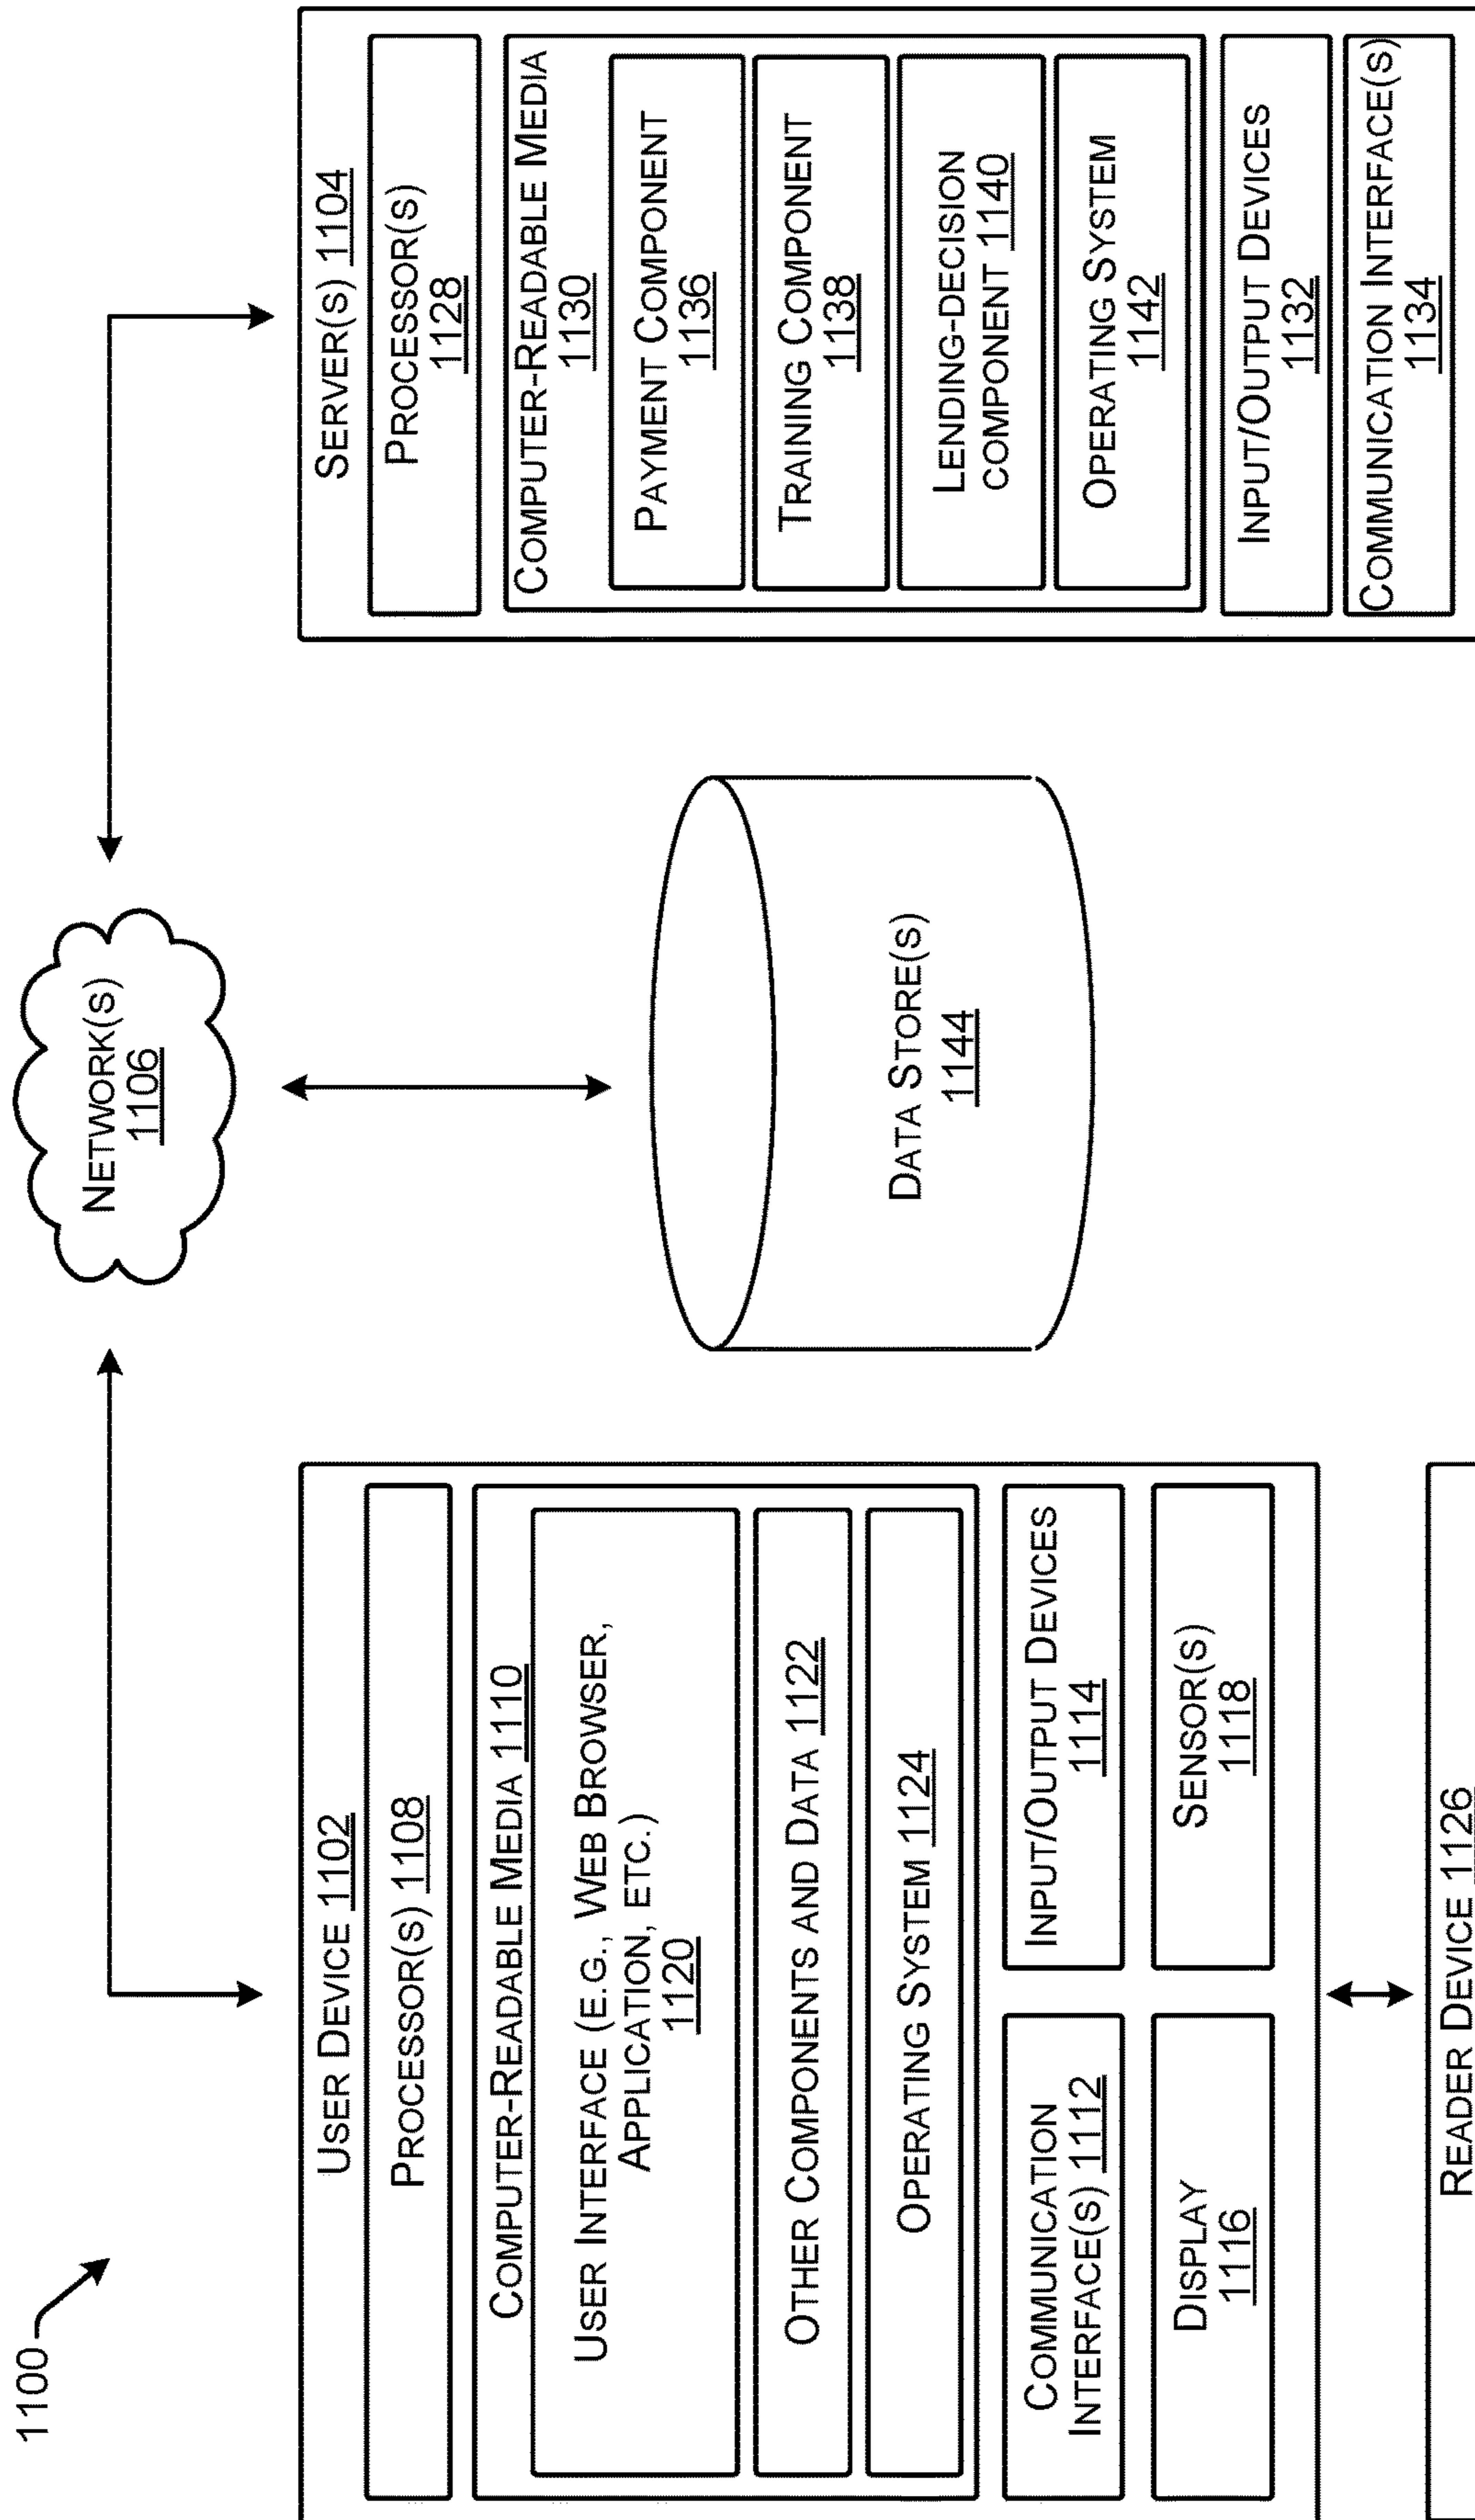 1100
NETWORK(S)
1106
USER DEVICE 1102
PROCESSOR(S) 1108
COMPUTER-READABLE MEDIA 1110
USER INTERFACE (E.G., WEB BROWSER,
APPLICATION, ETC.)
1120
OTHER COMPONENTS AND DATA 1122
OPERATING SYSTEM 1124
COMMUNICATION
INTERFACE(S) 1112
INPUT/OUTPUT DEVICES
1114
DISPLAY
1116
SENSOR(S)
1118
READER DEVICE 1126
DATA STORE(S)
1144
SERVER(S) 1104
PROCESSOR(S)
1128
COMPUTER-READABLE MEDIA
1130
PAYMENT COMPONENT
1136
TRAINING COMPONENT
1138
LENDING-DECISION
COMPONENT 1140
OPERATING SYSTEM
1142
INPUT/OUTPUT DEVICES
1132
COMMUNICATION INTERFACE(S)
1134